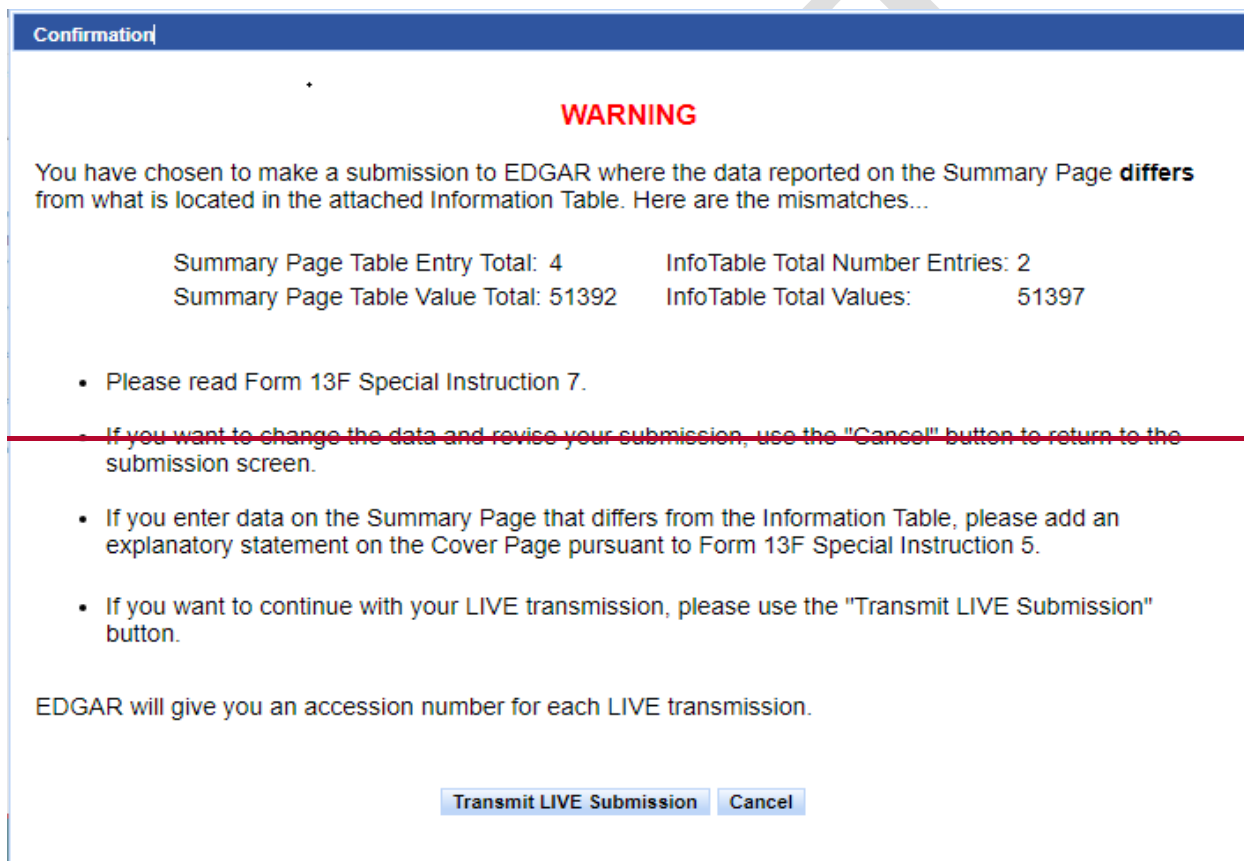 Confirmation
WARNING
You have chosen to make a submission to EDGAR where the data reported on the Summary Page differs
from what is located in the attached Information Table. Here are the mismatches...
Summary Page Table Entry Total: 4 InfoTable Total Number Entries: 2
Summary Page Table Value Total: 51392 InfoTable Total Values: 51397
• Please read Form 13F Special Instruction 7.
• If you want to change the data and revise your submission, use the "Cancel" button to return to the
submission screen.
• If you enter data on the Summary Page that differs from the Information Table, please add an
explanatory statement on the Cover Page pursuant to Form 13F Special Instruction 5.
• If you want to continue with your LIVE transmission, please use the "Transmit LIVE Submission"
button.
EDGAR will give you an accession number for each LIVE transmission.
Transmit LIVE Submission Cancel